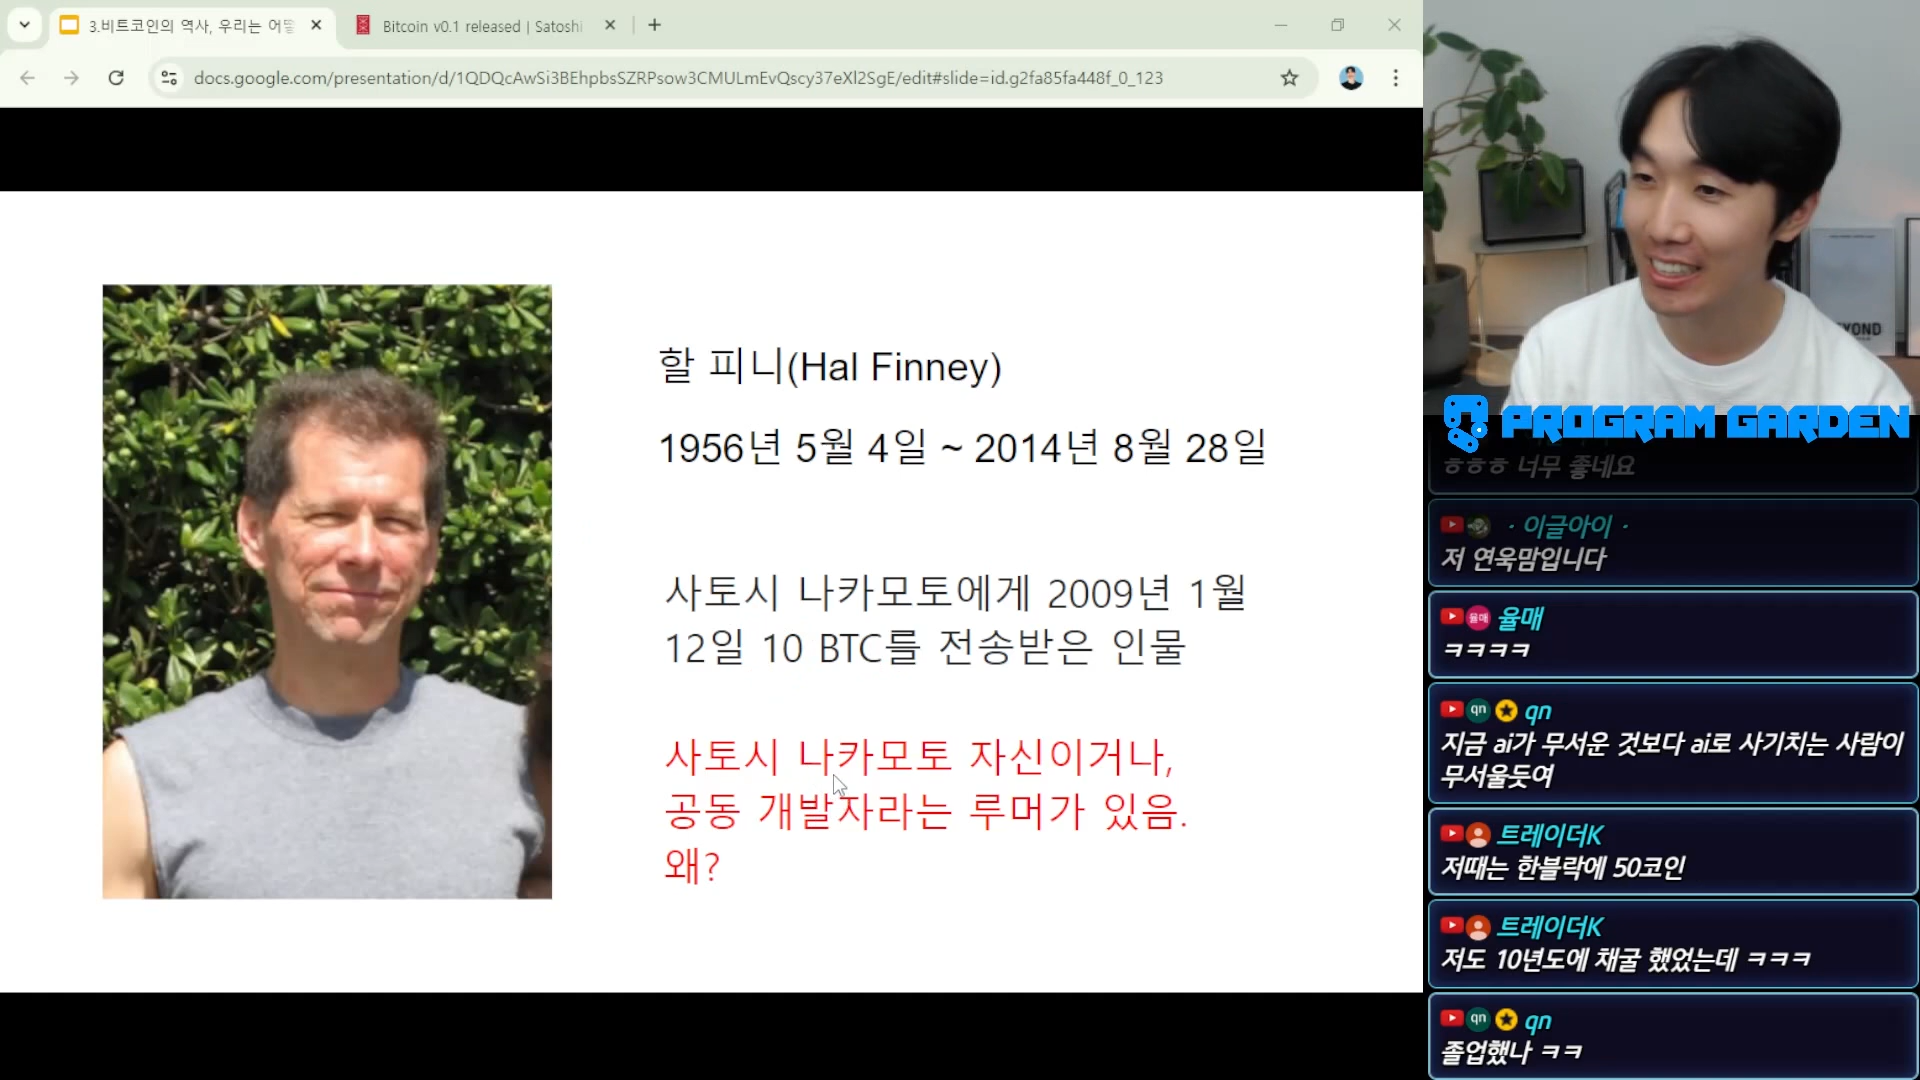 3.비트코인의 역사, 우리는 어떻
Bitcoin v0.1 released | Satoshi
docs.google.com/presentation/d/1QDQcAwSi3BEhpbsSZRPsow3CMULmEvQscy37eXl2SgE/edit#slide=id.g2fa85fa448f_0_123
할 피니(Hal Finney)
1956년 5월 4일 ~ 2014년 8월 28일
사토시 나카모토에게 2009년 1월
12일 10 BTC를 전송받은 인물
사토시 나카모토 자신이거나,
공동 개발자라는 루머가 있음.
왜?
PROGRAM GARDEN
ㅎㅎㅎ 너무 좋네요
· 이글아이 ·
저 연욱맘입니다
율매 율매
ㅋㅋㅋㅋ
qn qn
지금 ai가 무서운 것보다 ai로 사기치는 사람이
무서울듯여
트레이더K
저때는 한블락에 50코인
트레이더K
저도 10년도에 채굴 했었는데 ㅋㅋㅋ
qn qn
졸업했나 ㅋㅋ